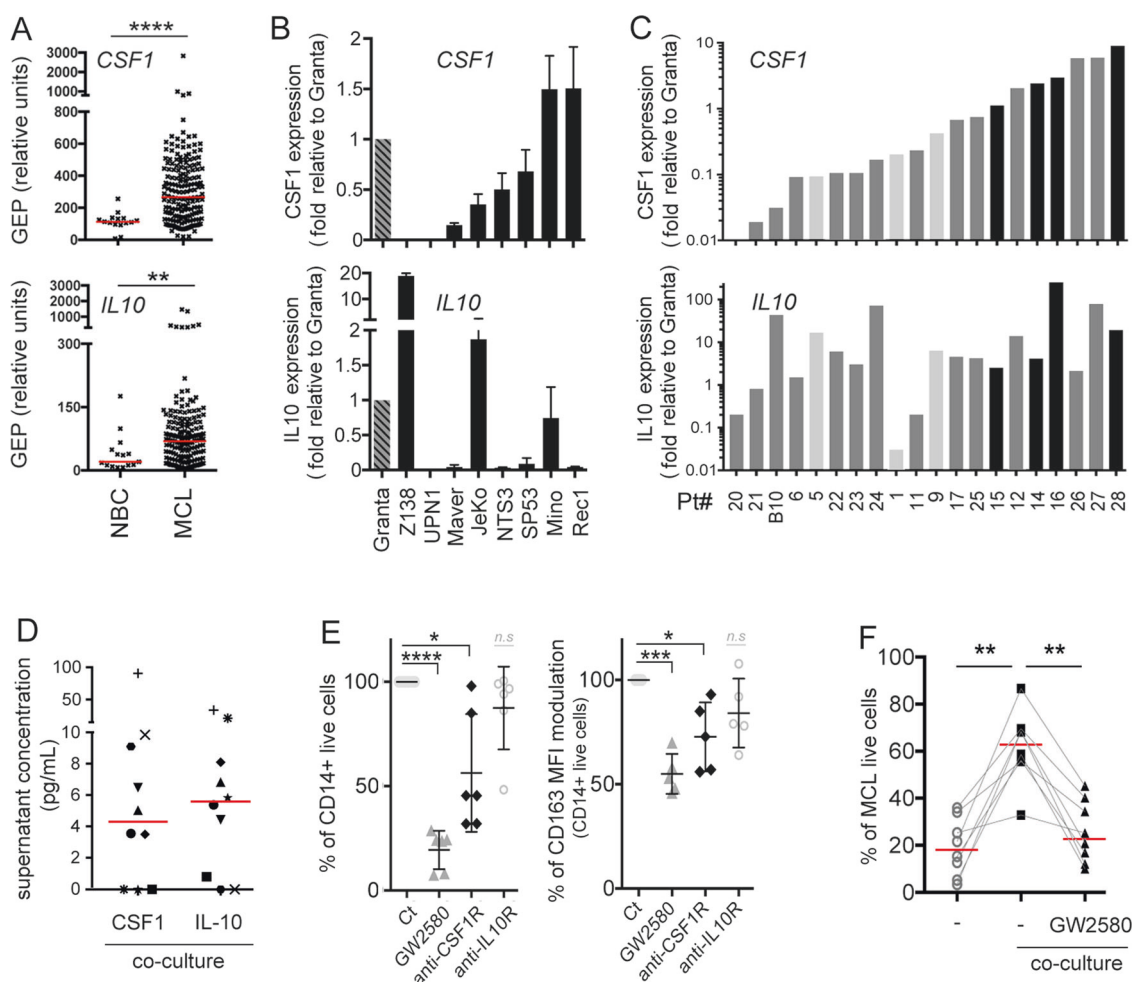 A
****
CSF1
GEP (relative units)
3000
2000
1000
800
600
400
200
0
**
IL10
GEP (relative units)
3000
2000
1000
300
150
0
NBC
MCL
B
CSF1
CSF1 expression
(fold relative to Granta)
2
1.5
1
0.5
0
IL10
IL10 expression
(fold relative to Granta)
20
10
2
1.5
1
0.5
0
Granta
Z138
UPN1
Maver
JeKo
NTS3
SP53
Mino
Rec1
C
CSF1
CSF1 expression
(fold relative to Granta)
10
1
0.1
0.01
IL10
IL10 expression
(fold relative to Granta)
100
10
1
0.1
0.01
Pt#
20
21
B10
6
5
22
23
24
1
11
9
17
25
15
12
14
16
26
27
28
D
supernatant concentration
(pg/mL)
100
50
12
10
8
6
4
2
0
CSF1
IL-10
co-culture
E
% of CD14+ live cells
100
50
0
****
*
n.s
Ct
GW2580
anti-CSF1R
anti-IL10R
% of CD163 MFI modulation
(CD14+ live cells)
100
50
0
***
*
n.s
Ct
GW2580
anti-CSF1R
anti-IL10R
F
% of MCL live cells
100
80
60
40
20
0
**
**
-
-
GW2580
co-culture